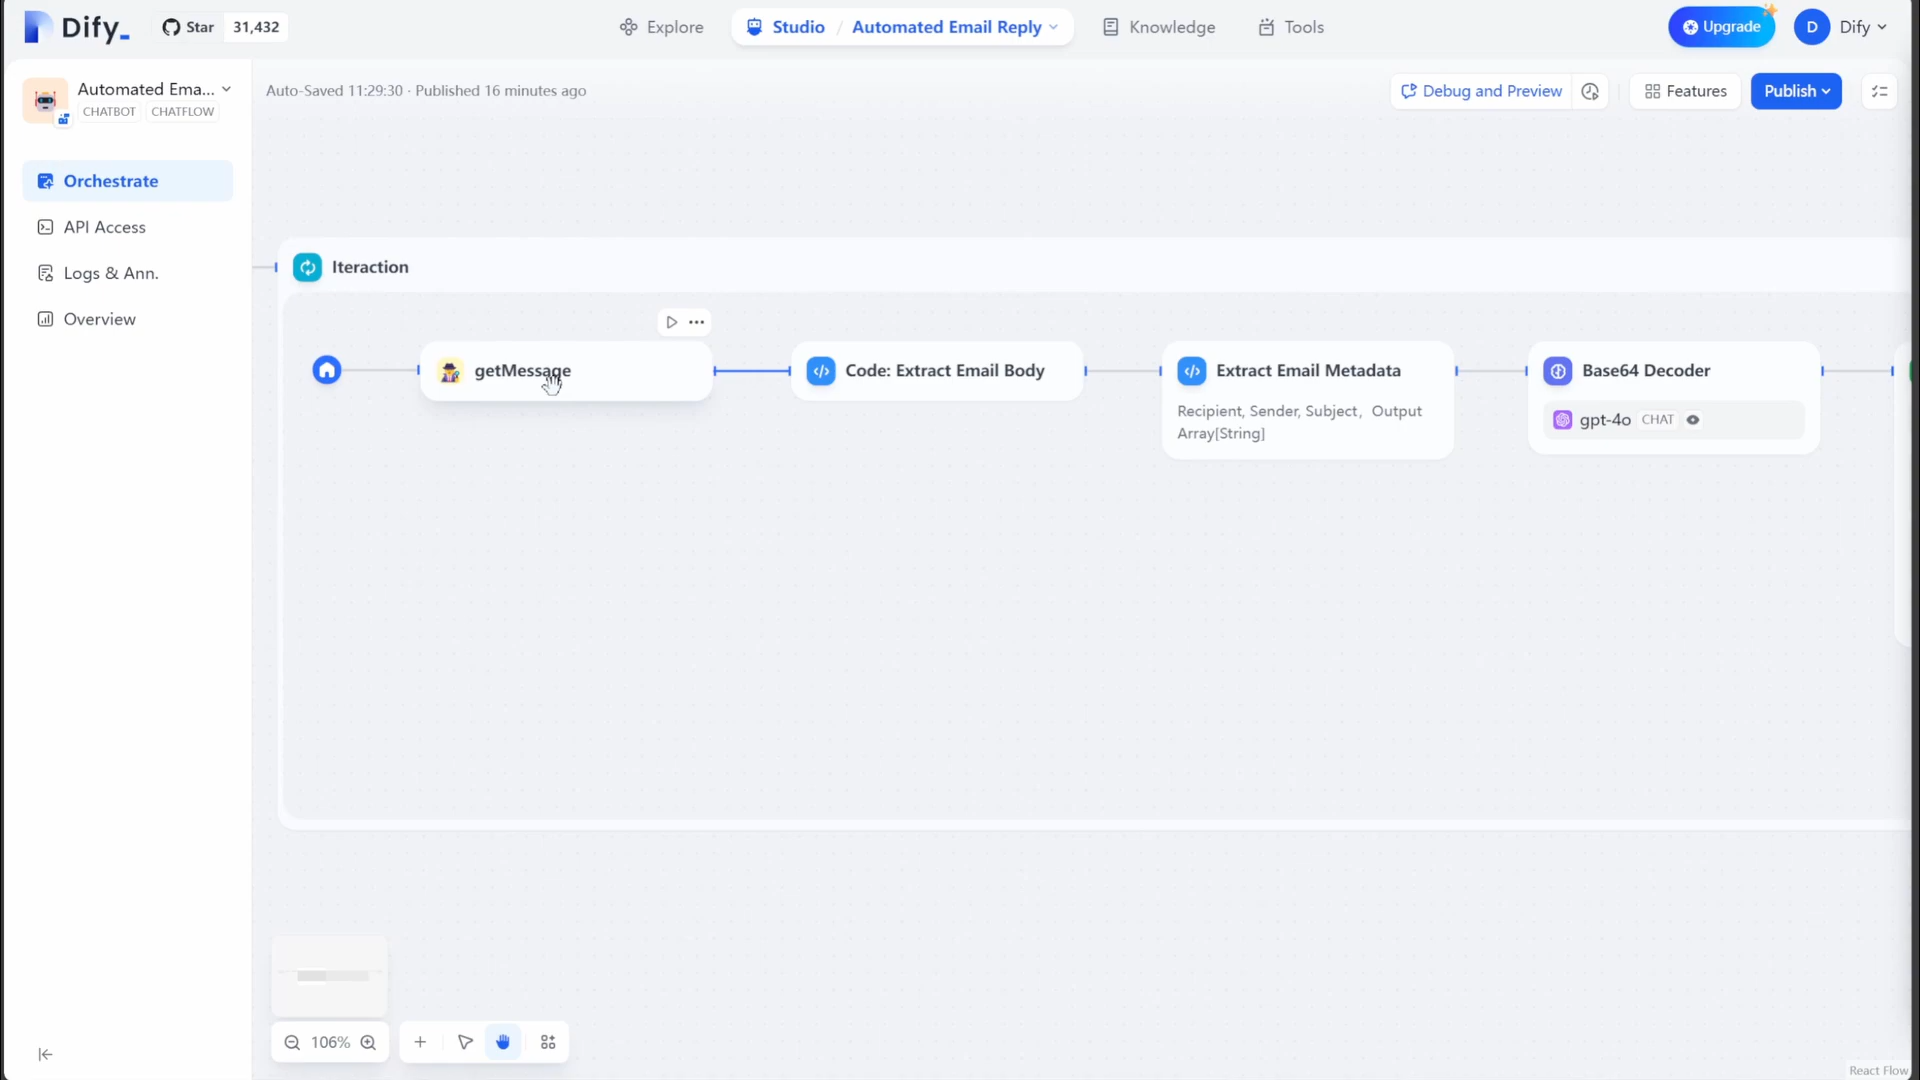 Dify_
Star 31,432
Explore
Studio / Automated Email Reply
Knowledge
Tools
Upgrade
D Dify
Automated Ema...
CHATBOT CHATFLOW
Auto-Saved 11:29:30 · Published 16 minutes ago
Debug and Preview
Features
Publish
Orchestrate
API Access
Logs & Ann.
Overview
Iteraction
getMessage
Code: Extract Email Body
Extract Email Metadata
Recipient, Sender, Subject, Output
Array[String]
Base64 Decoder
gpt-4o CHAT
106%
React Flow